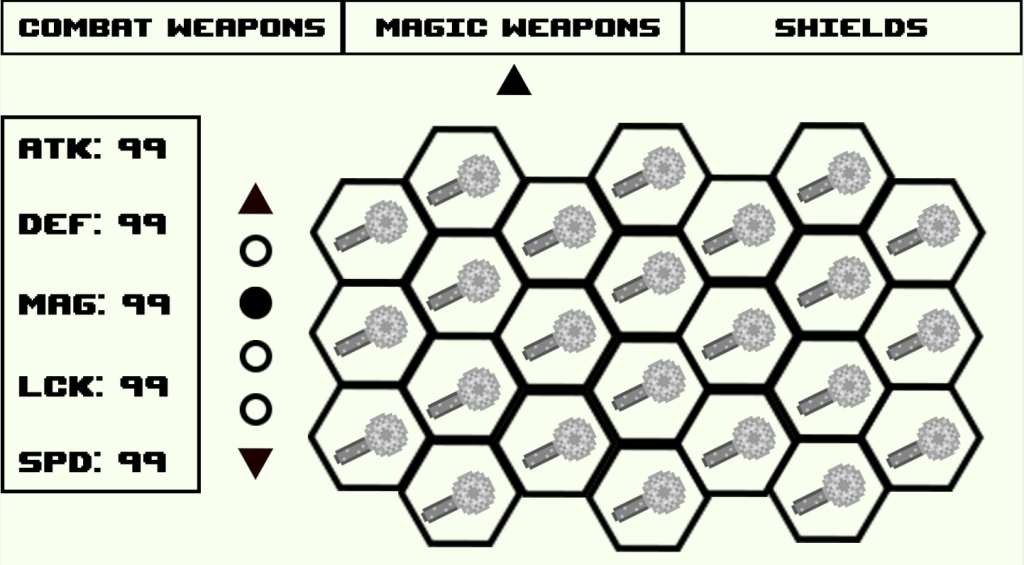 COMBAT WEAPONS
MAGIC WEAPONS
SHIELDS
ATK: 99
DEF: 99
MAG: 99
LCK: 99
SPD: 99